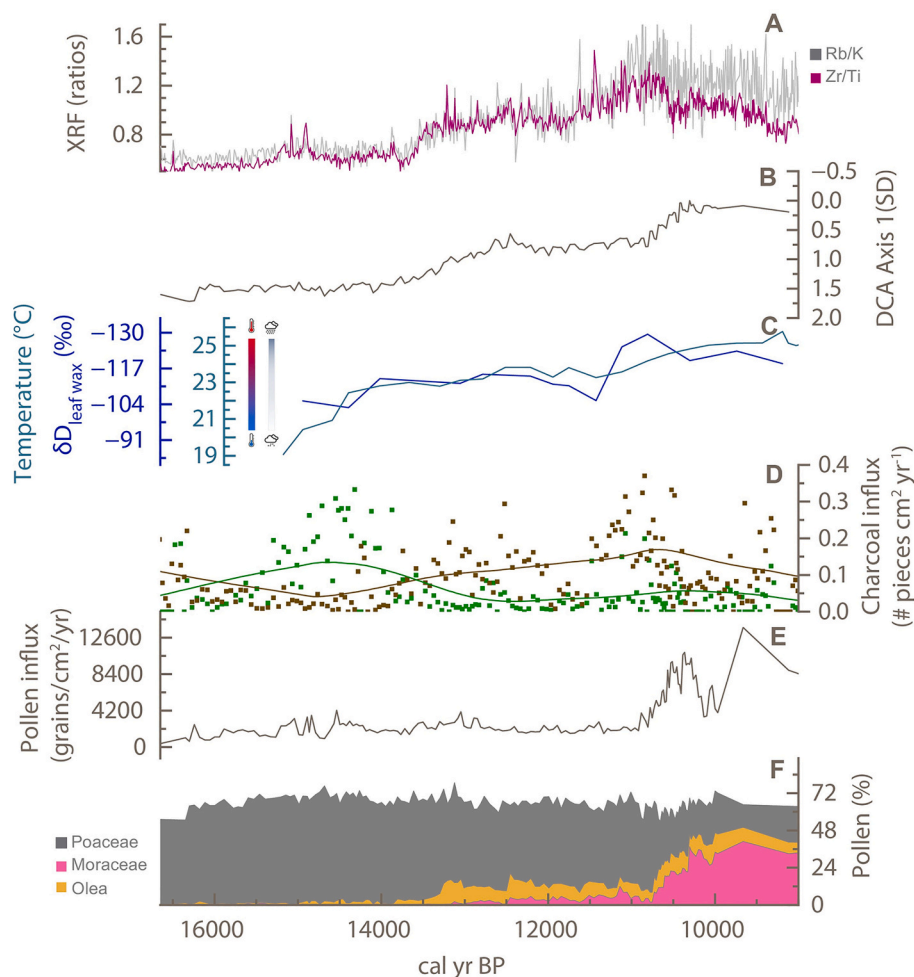 A
XRF (ratios)
1.6
1.2
0.8
Rb/K
Zr/Ti
B
−0.5
0.0
0.5
1.0
1.5
2.0
DCA Axis 1(SD)
C
Temperature (°C)
δD leaf wax (‰)
−130
−117
−104
−91
25
23
21
19
D
0.4
0.3
0.2
0.1
0.0
Charcoal influx
(# pieces cm² yr⁻¹)
E
Pollen influx
(grains/cm²/yr)
12600
8400
4200
0
F
72
48
24
0
Pollen (%)
Poaceae
Moraceae
Olea
16000 14000 12000 10000
cal yr BP